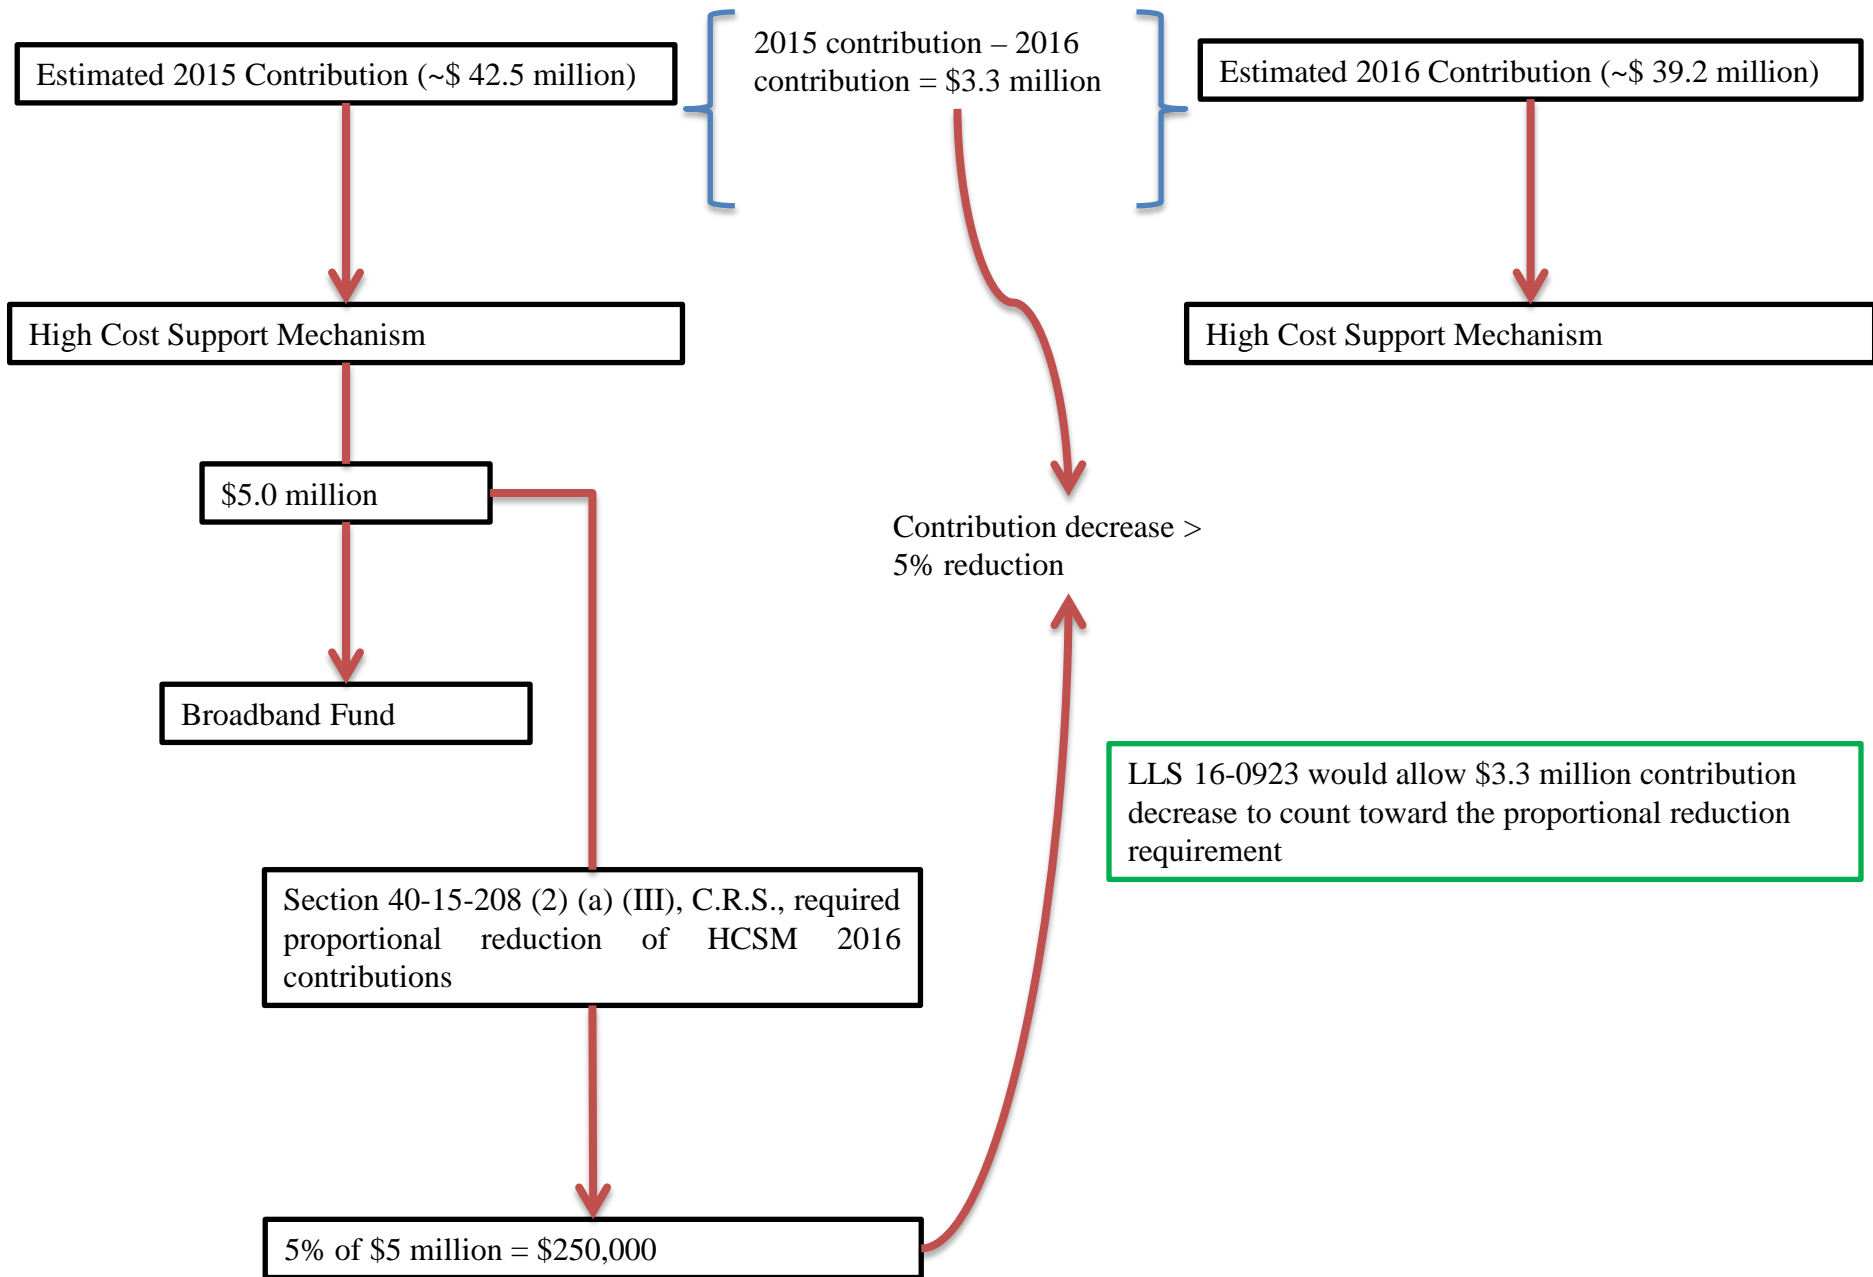 Estimated 2015 Contribution (~$ 42.5 million)
2015 contribution – 2016
contribution = $3.3 million
Estimated 2016 Contribution (~$ 39.2 million)
High Cost Support Mechanism
High Cost Support Mechanism
$5.0 million
Contribution decrease >
5% reduction
Broadband Fund
LLS 16-0923 would allow $3.3 million contribution
decrease to count toward the proportional reduction
requirement
Section 40-15-208 (2) (a) (III), C.R.S., required
proportional reduction of HCSM 2016
contributions
5% of $5 million = $250,000